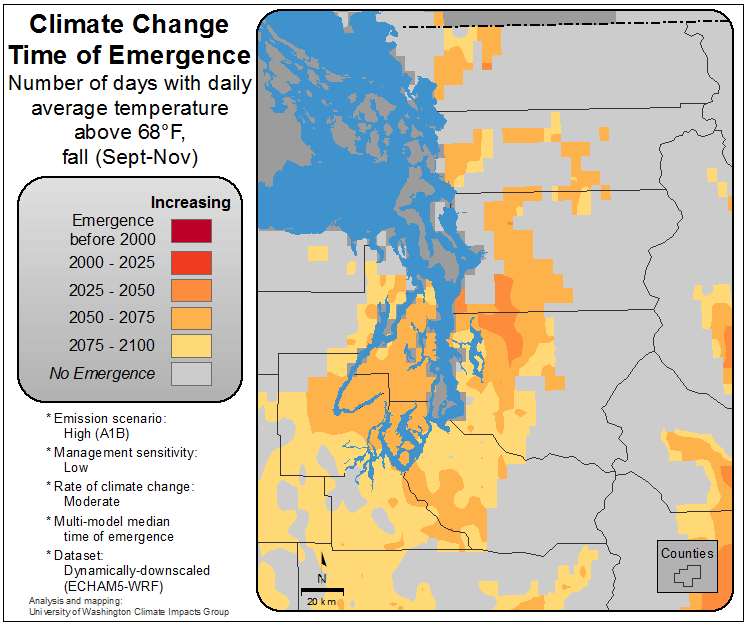 Climate Change
Time of Emergence
Number of days with daily
average temperature
above 68°F,
fall (Sept-Nov)
Increasing
Emergence
before 2000
2000 - 2025
2025 - 2050
2050 - 2075
2075 - 2100
No Emergence
* Emission scenario:
High (A1B)
* Management sensitivity:
Low
* Rate of climate change:
Moderate
* Multi-model median
time of emergence
* Dataset:
Dynamically-downscaled
(ECHAM5-WRF)
Analysis and mapping:
University of Washington Climate Impacts Group
N
20 km
Counties